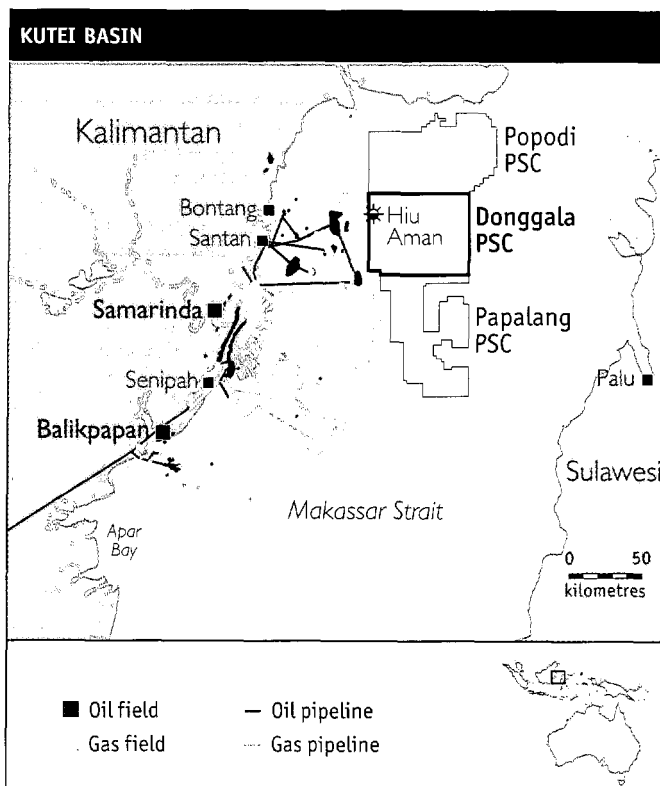 KUTEI BASIN
Kalimantan
Popodi
PSC
Bontang
Hiu
Aman
Donggala
PSC
Santan
Samarinda
Papalang
PSC
Senipah
Palu
Balikpapan
Sulawesi
Makassar Strait
Apar
Bay
0 50
kilometres
Oil field
Oil pipeline
Gas field
Gas pipeline